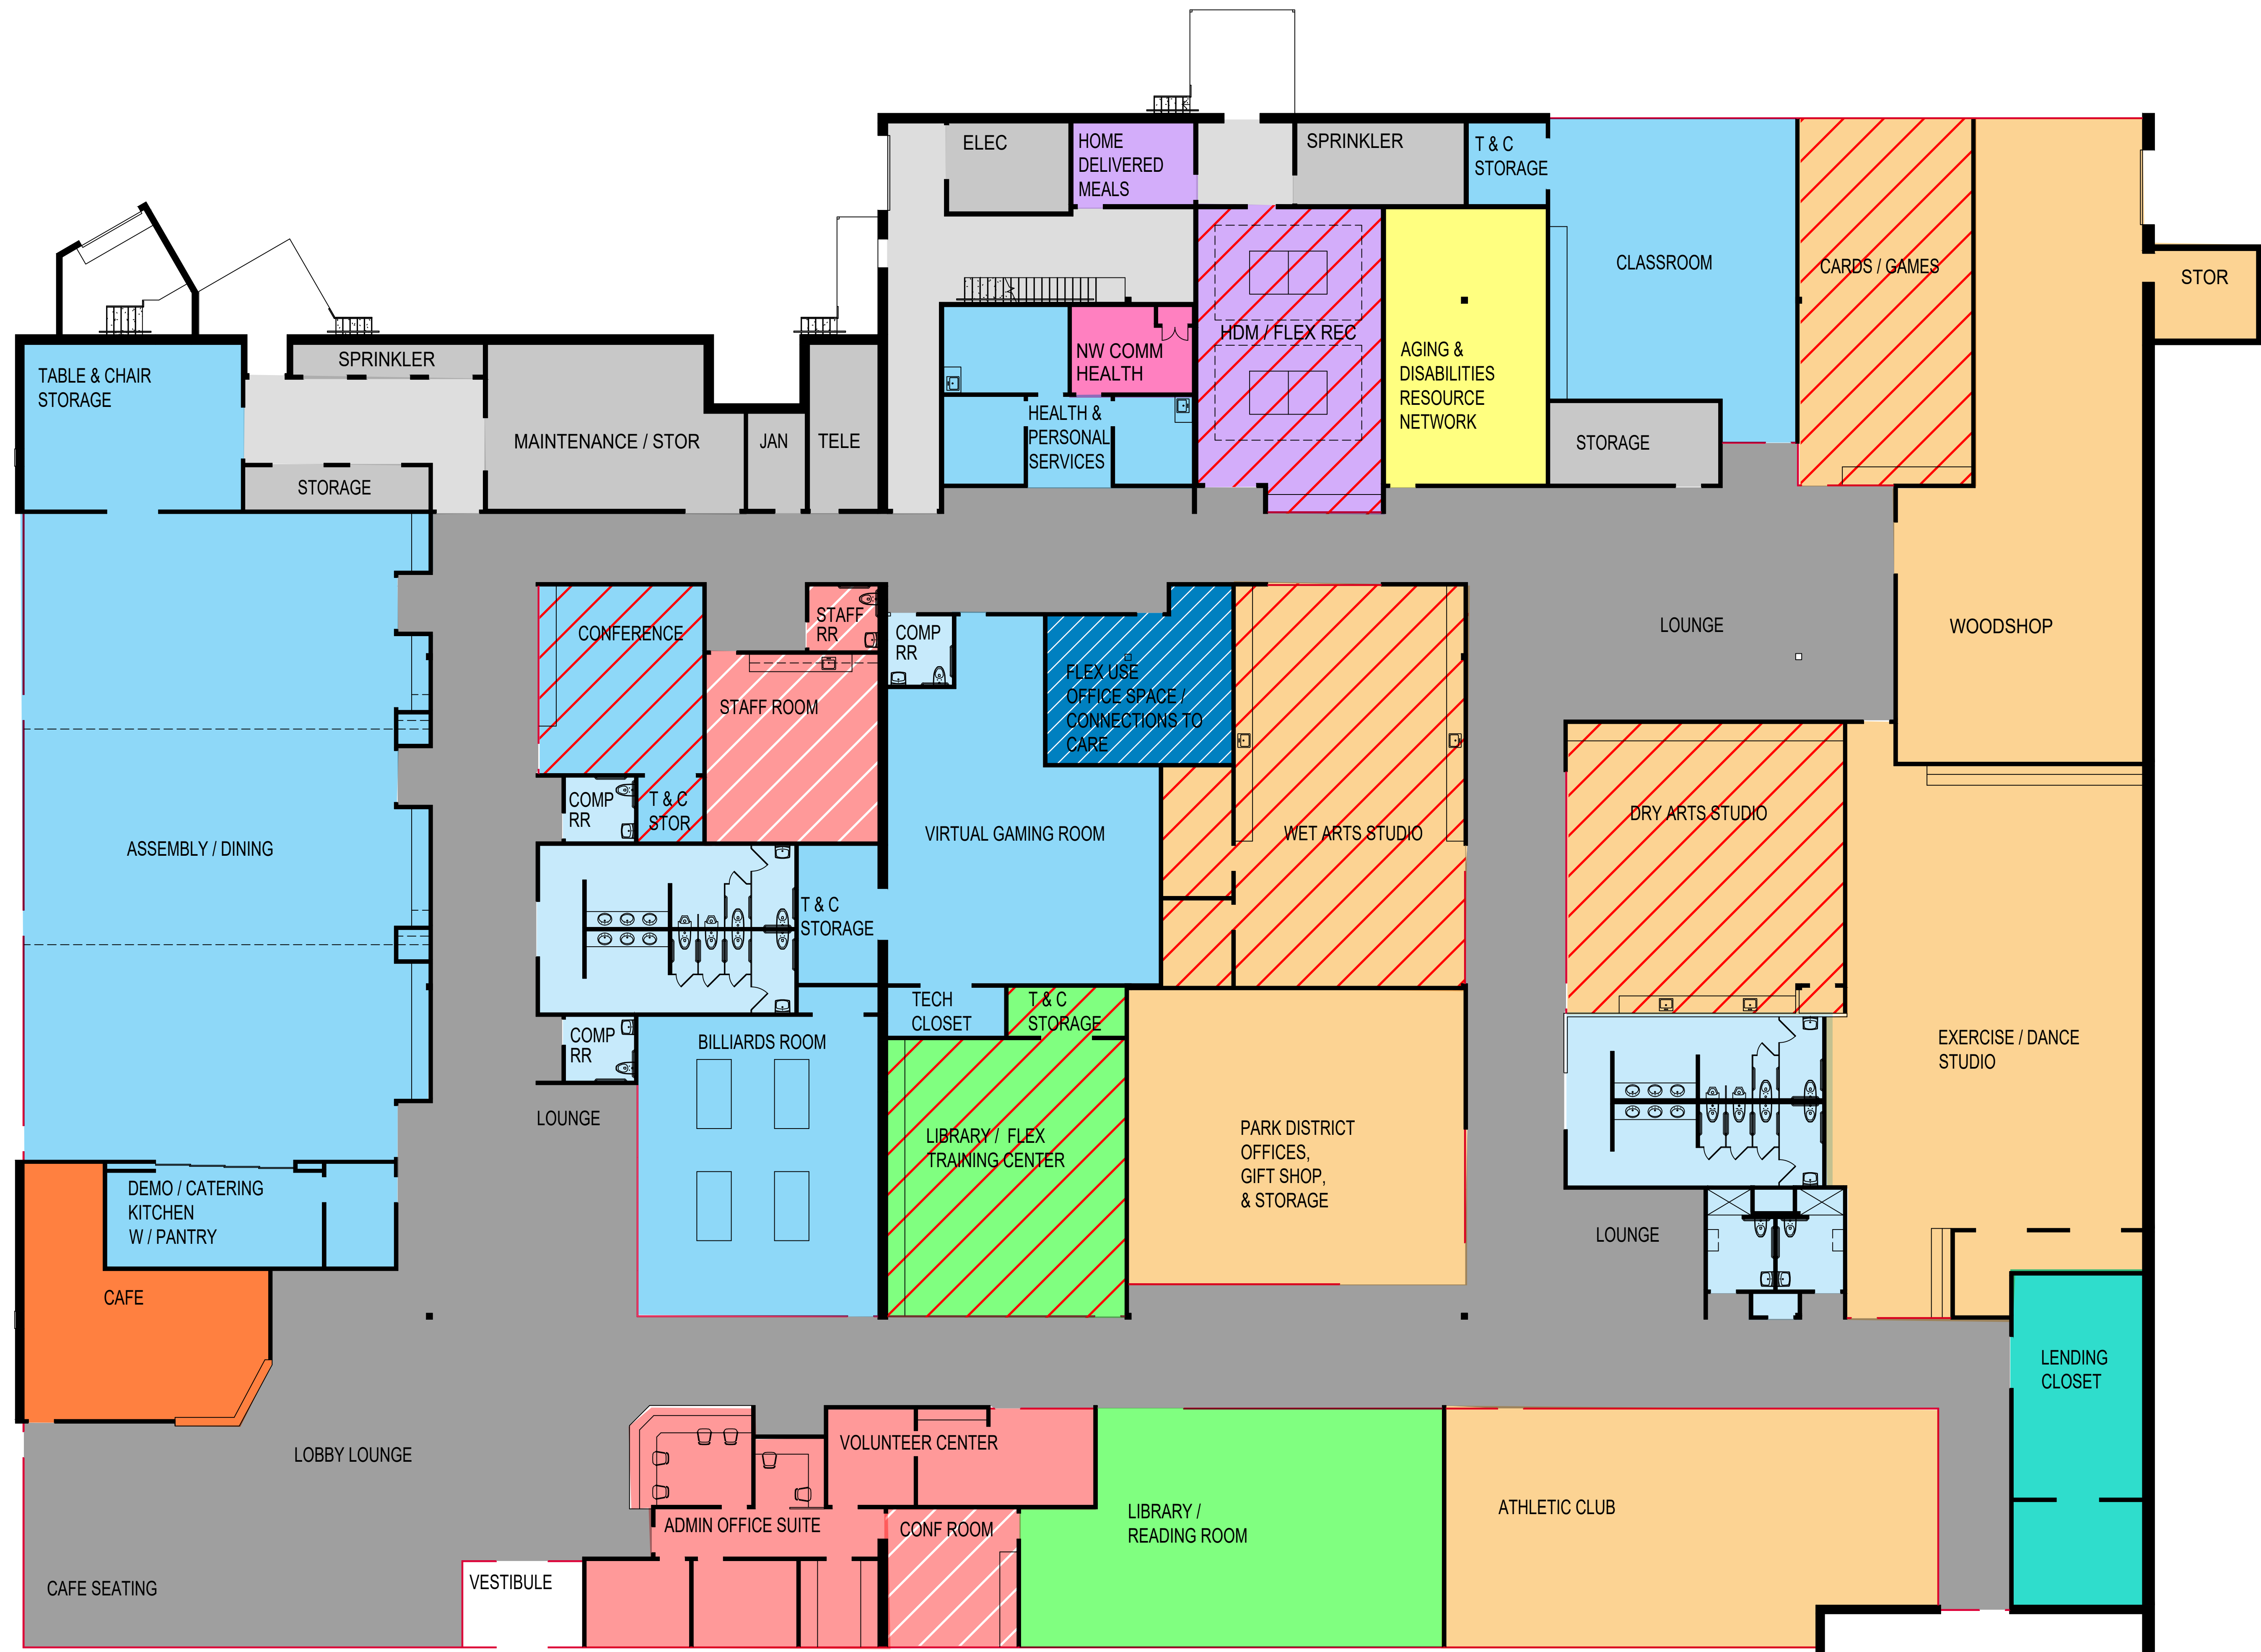 ELEC
HOME
DELIVERED
MEALS
SPRINKLER
T & C
STORAGE
CLASSROOM
CARDS / GAMES
STOR
TABLE & CHAIR
STORAGE
SPRINKLER
MAINTENANCE / STOR
JAN
TELE
STORAGE
NW COMM
HEALTH
HEALTH &
PERSONAL
SERVICES
HDM / FLEX REC
AGING &
DISABILITIES
RESOURCE
NETWORK
STORAGE
CONFERENCE
STAFF
RR
COMP
RR
STAFF ROOM
FLEX USE
OFFICE SPACE /
CONNECTIONS TO
CARE
LOUNGE
WOODSHOP
COMP
RR
T & C
STOR
ASSEMBLY / DINING
VIRTUAL GAMING ROOM
WET ARTS STUDIO
DRY ARTS STUDIO
T & C
STORAGE
TECH
CLOSET
T & C
STORAGE
COMP
RR
BILLIARDS ROOM
EXERCISE / DANCE
STUDIO
LOUNGE
LIBRARY / FLEX
TRAINING CENTER
PARK DISTRICT
OFFICES,
GIFT SHOP,
& STORAGE
DEMO / CATERING
KITCHEN
W / PANTRY
LOUNGE
CAFE
LENDING
CLOSET
LOBBY LOUNGE
VOLUNTEER CENTER
ADMIN OFFICE SUITE
CONF ROOM
LIBRARY /
READING ROOM
ATHLETIC CLUB
CAFE SEATING
VESTIBULE